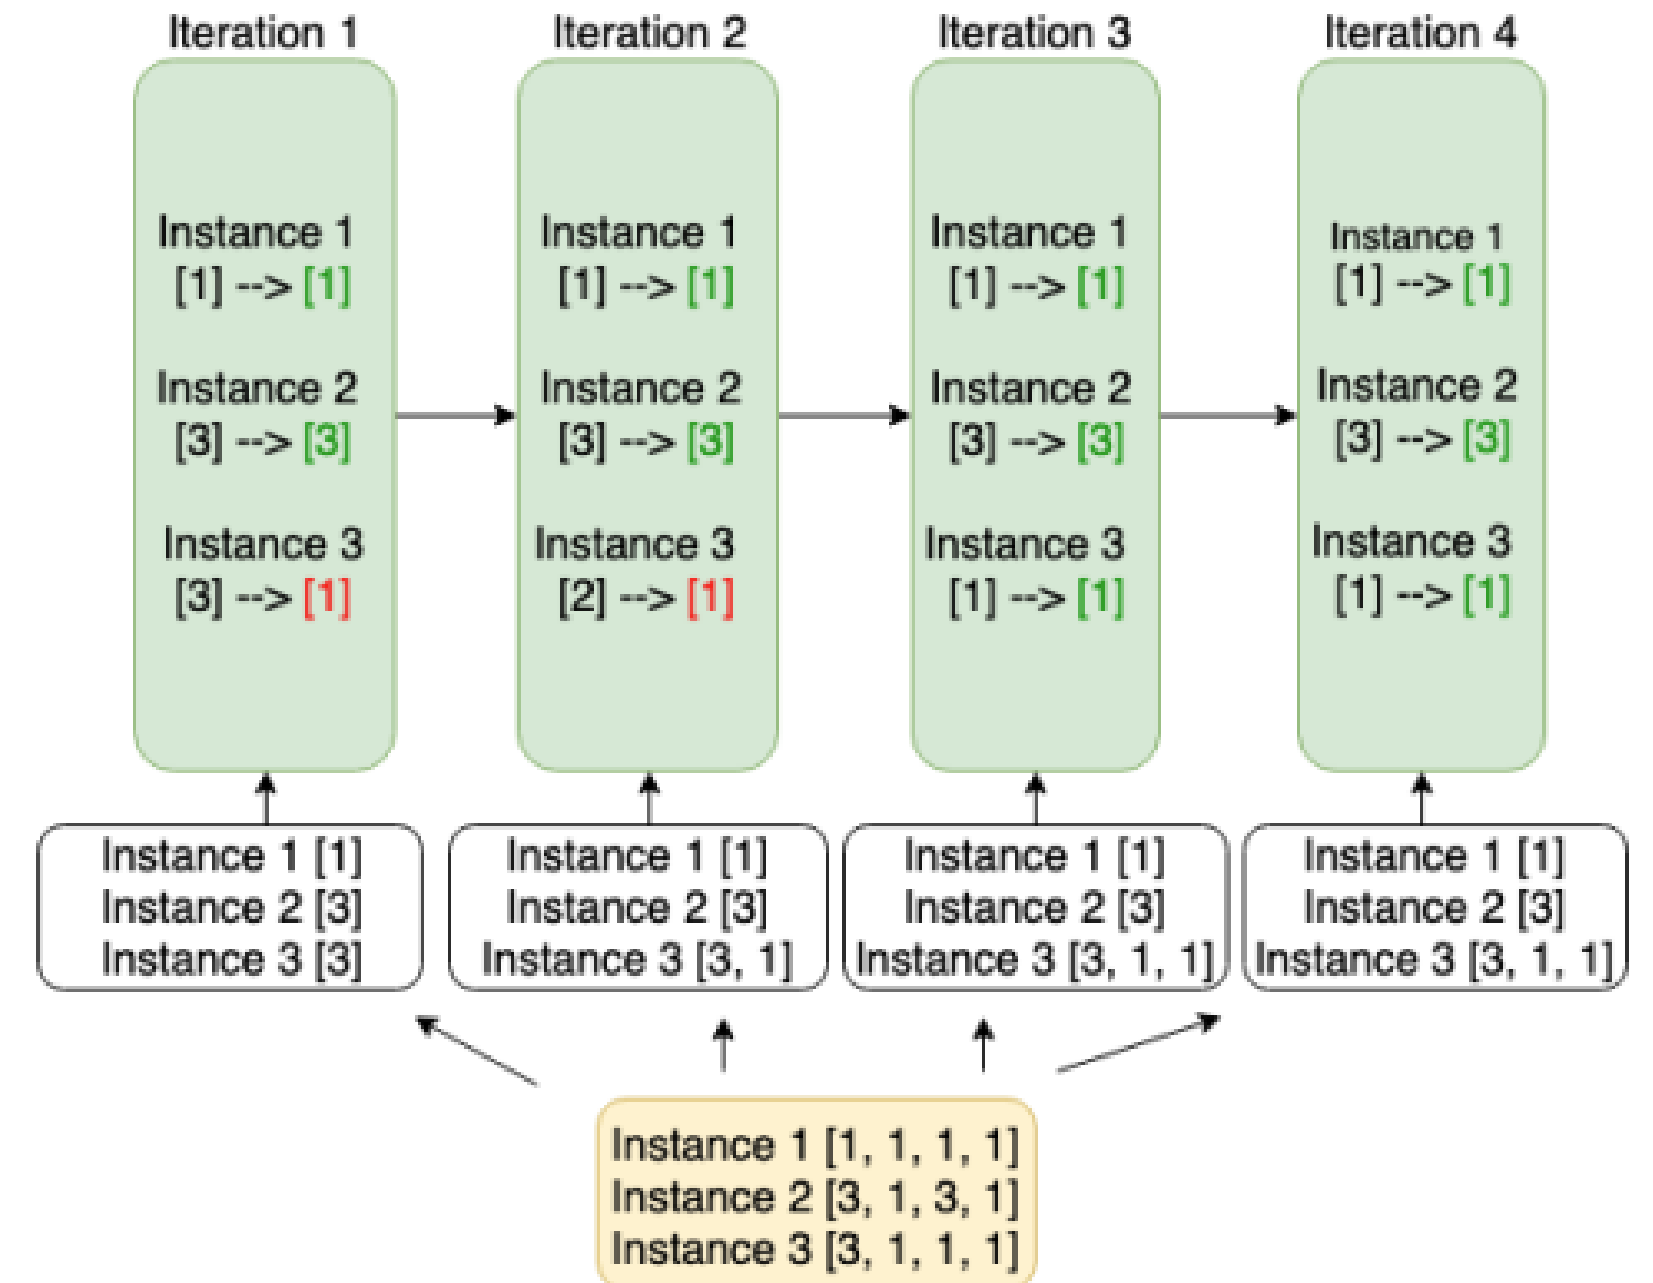 Iteration 1
Instance 1
[1] --> [1]
Instance 2
[3] --> [3]
Instance 3
[3] --> [1]
Iteration 2
Instance 1
[1] --> [1]
Instance 2
[3] --> [3]
Instance 3
[2] --> [1]
Iteration 3
Instance 1
[1] --> [1]
Instance 2
[3] --> [3]
Instance 3
[1] --> [1]
Iteration 4
Instance 1
[1] --> [1]
Instance 2
[3] --> [3]
Instance 3
[1] --> [1]
Instance 1 [1]
Instance 2 [3]
Instance 3 [3]
Instance 1 [1]
Instance 2 [3]
Instance 3 [3, 1]
Instance 1 [1]
Instance 2 [3]
Instance 3 [3, 1, 1]
Instance 1 [1]
Instance 2 [3]
Instance 3 [3, 1, 1]
Instance 1 [1, 1, 1, 1]
Instance 2 [3, 1, 3, 1]
Instance 3 [3, 1, 1, 1]